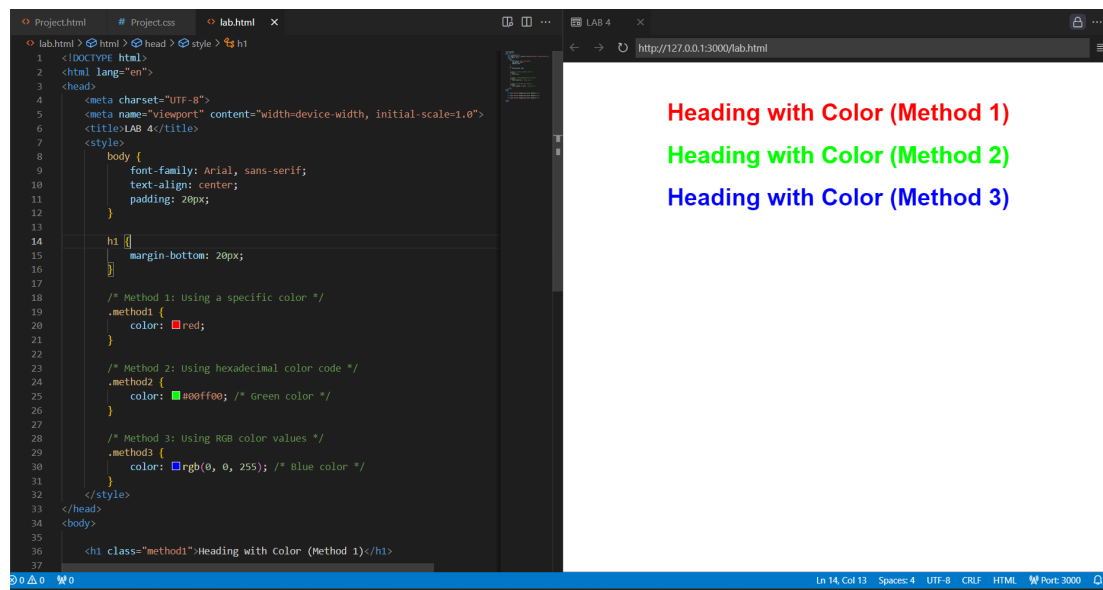 Project.html # Project.css lab.html
lab.html > html > head > style > h1
1 <!DOCTYPE html>
2 <html lang="en">
3 <head>
4 <meta charset="UTF-8">
5 <meta name="viewport" content="width=device-width, initial-scale=1.0">
6 <title>LAB 4</title>
7 <style>
8 body {
9 font-family: Arial, sans-serif;
10 text-align: center;
11 padding: 20px;
12 }
13
14 h1 {
15 margin-bottom: 20px;
16 }
17
18 /* Method 1: Using a specific color */
19 .method1 {
20 color: red;
21 }
22
23 /* Method 2: Using hexadecimal color code */
24 .method2 {
25 color: #00ff00; /* Green color */
26 }
27
28 /* Method 3: Using RGB color values */
29 .method3 {
30 color: rgb(0, 0, 255); /* Blue color */
31 }
32 </style>
33 </head>
34 <body>
35
36 <h1 class="method1">Heading with Color (Method 1)</h1>
37
LAB 4
http://127.0.0.1:3000/lab.html
Heading with Color (Method 1)
Heading with Color (Method 2)
Heading with Color (Method 3)
0 0 0 Ln 14, Col 13 Spaces: 4 UTF-8 CRLF HTML Port: 3000